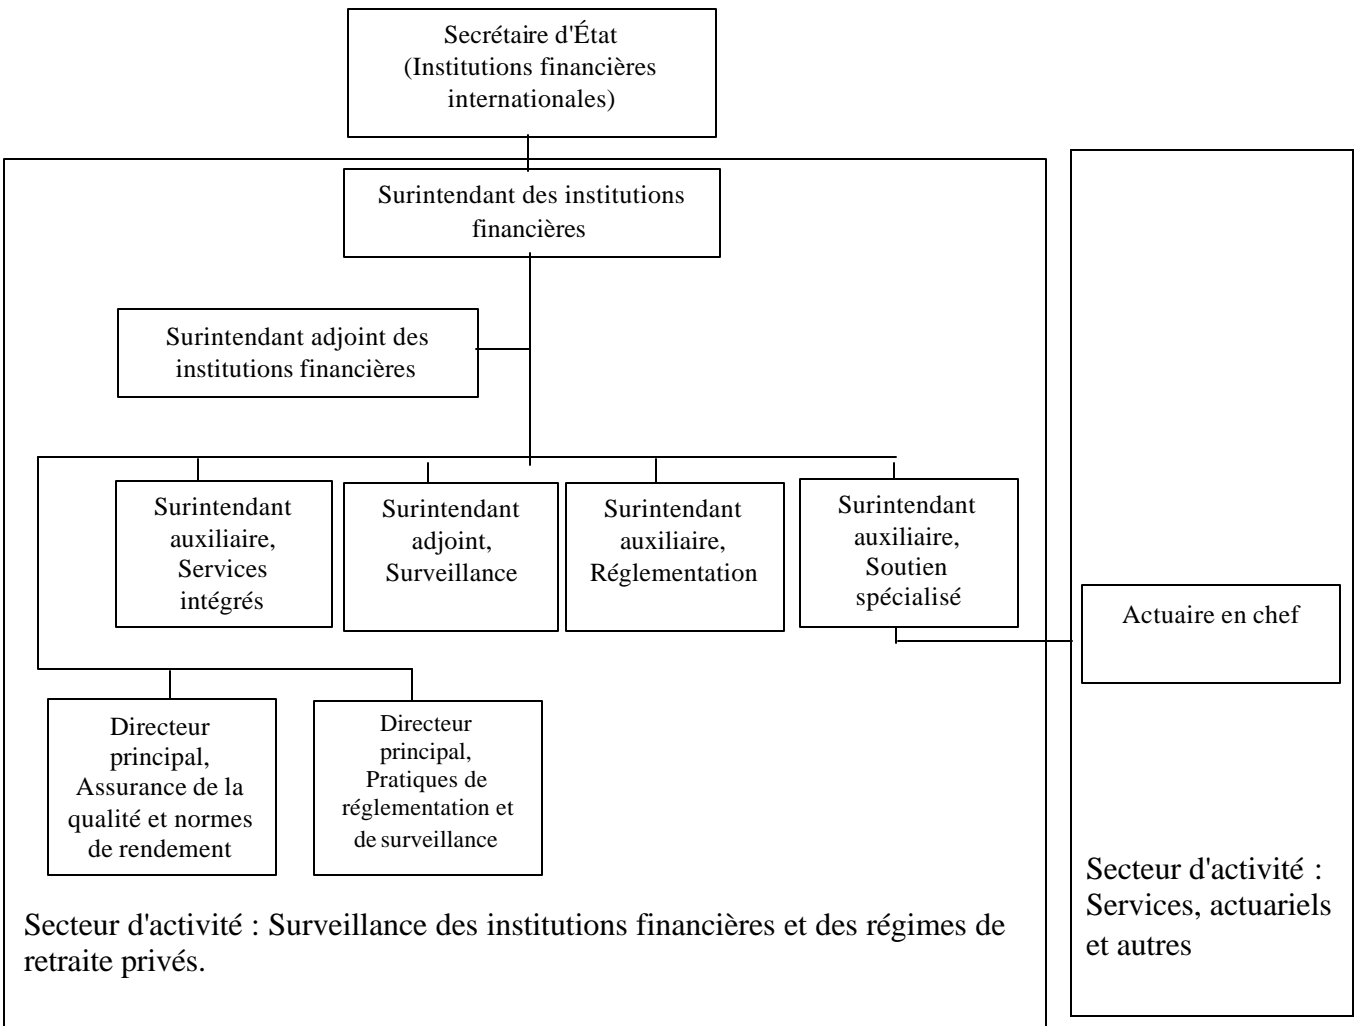 Secrétaire d'État
(Institutions financières
internationales)
Surintendant des institutions
financières
Surintendant adjoint des
institutions financières
Surintendant
auxiliaire,
Services
intégrés
Surintendant
adjoint,
Surveillance
Surintendant
auxiliaire,
Réglementation
Surintendant
auxiliaire,
Soutien
spécialisé
Actuaire en chef
Directeur
principal,
Assurance de la
qualité et normes
de rendement
Directeur
principal,
Pratiques de
réglementation et
de surveillance
Secteur d'activité : Surveillance des institutions financières et des régimes de
retraite privés.
Secteur d'activité :
Services, actuariels
et autres